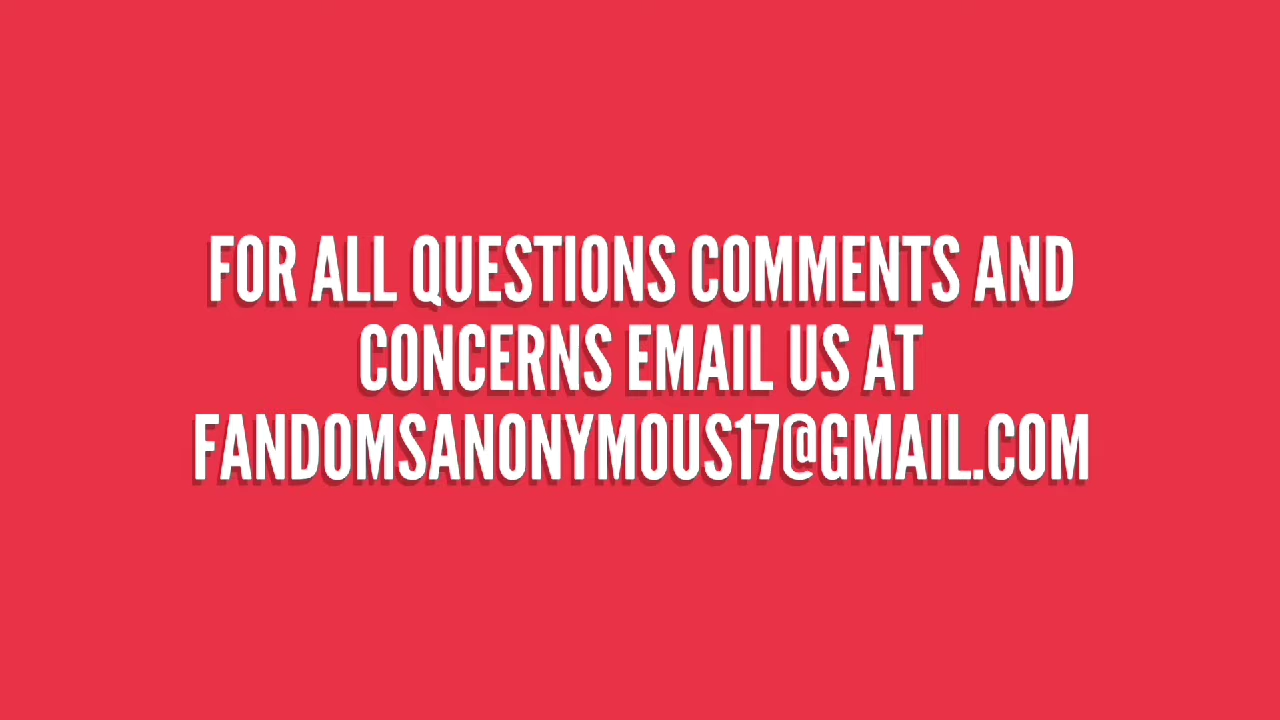 FOR ALL QUESTIONS COMMENTS AND
CONCERNS EMAIL US AT
FANDOMSANONYMOUS17@GMAIL.COM